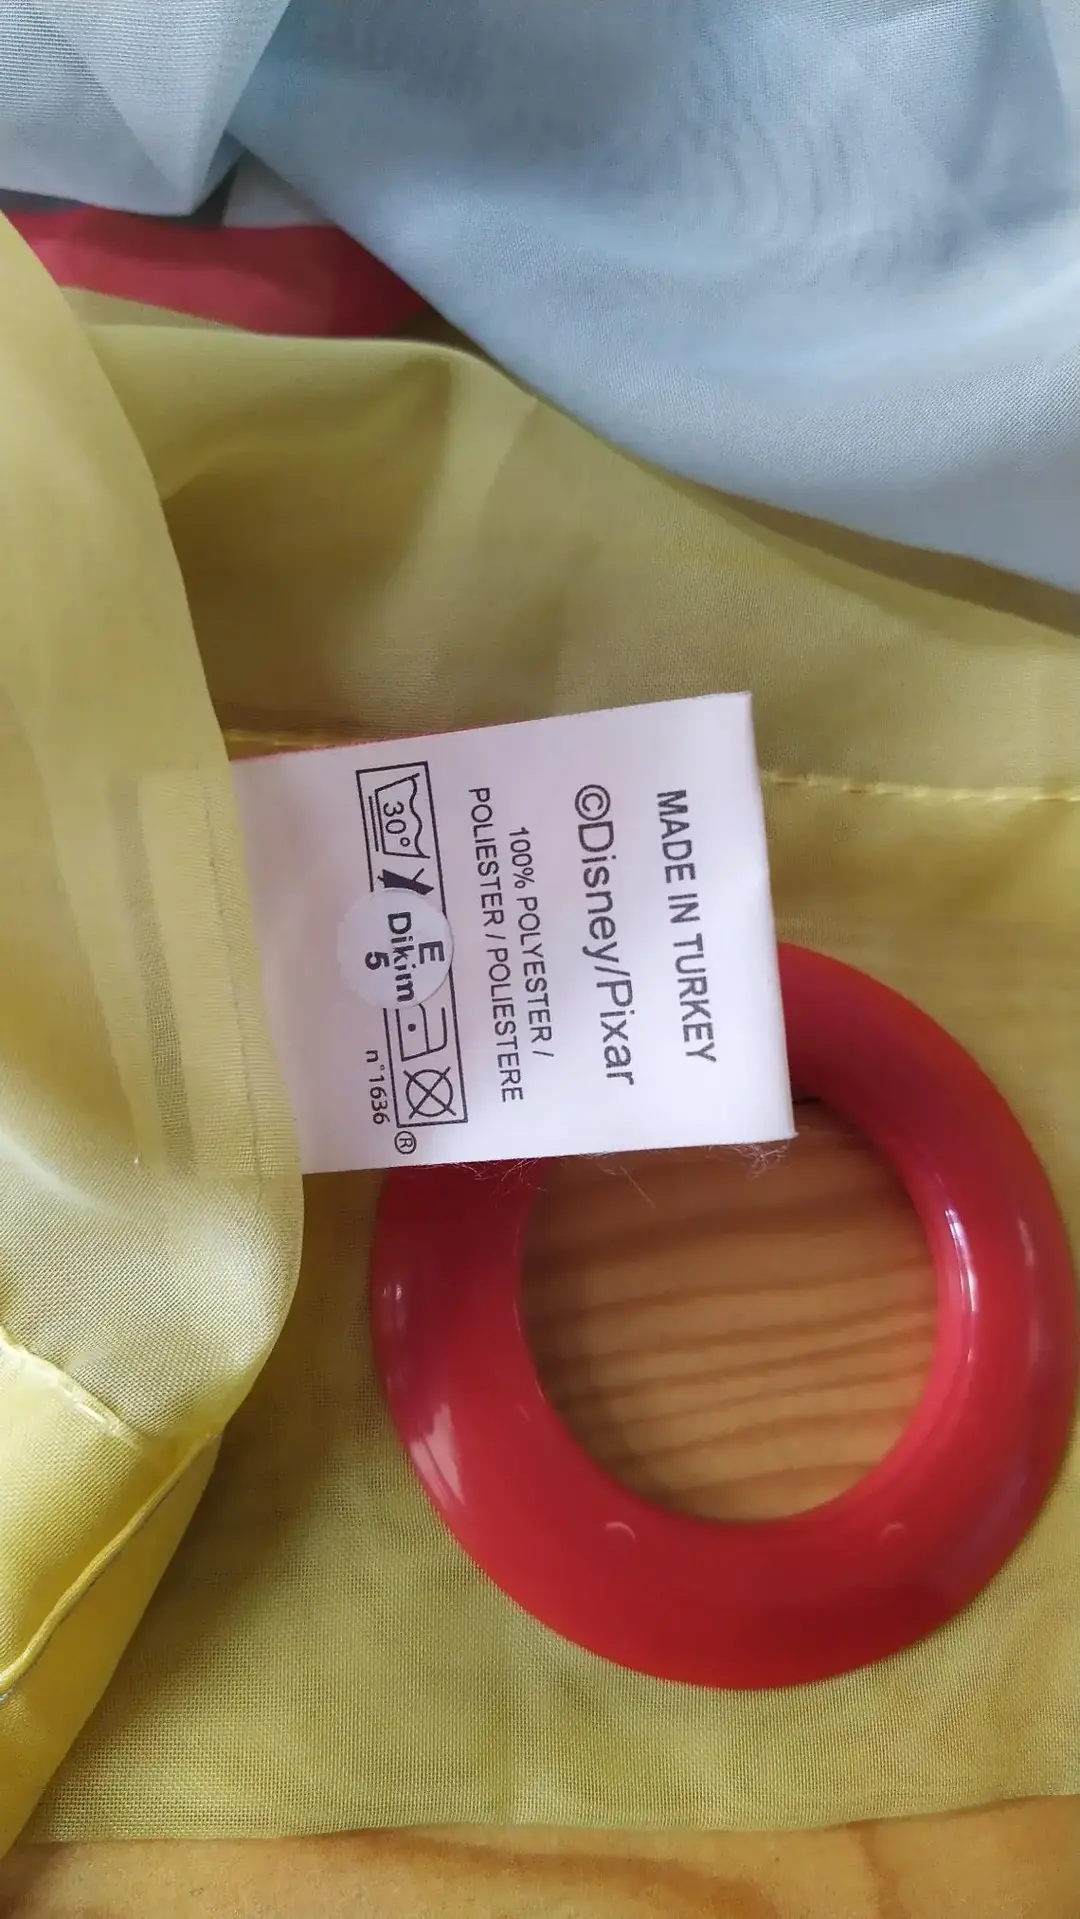 MADE IN TURKEY
©Disney/Pixar
100% POLYESTER /
POLIESTER / POLIESTERE
30°
E
Dikim
5
®
n°1636